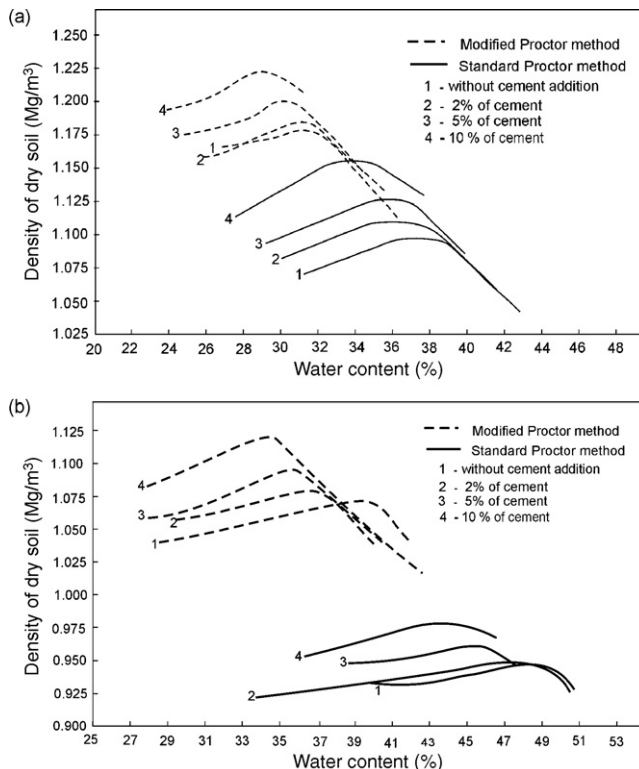 (a)
Density of dry soil (Mg/m³)
1.250
1.225
1.200
1.175
1.150
1.125
1.100
1.075
1.050
1.025
Modified Proctor method
Standard Proctor method
1 - without cement addition
2 - 2% of cement
3 - 5% of cement
4 - 10 % of cement
4
3
1
2
4
3
2
1
20 22 24 26 28 30 32 34 36 38 40 42 44 46 48
Water content (%)
(b)
Density of dry soil (Mg/m³)
1.125
1.100
1.075
1.050
1.025
1.000
0.975
0.950
0.925
0.900
Modified Proctor method
Standard Proctor method
1 - without cement addition
2 - 2% of cement
3 - 5% of cement
4 - 10 % of cement
4
3
2
1
4
3
1
2
25 27 29 31 33 35 37 39 41 43 45 47 49 51 53
Water content (%)